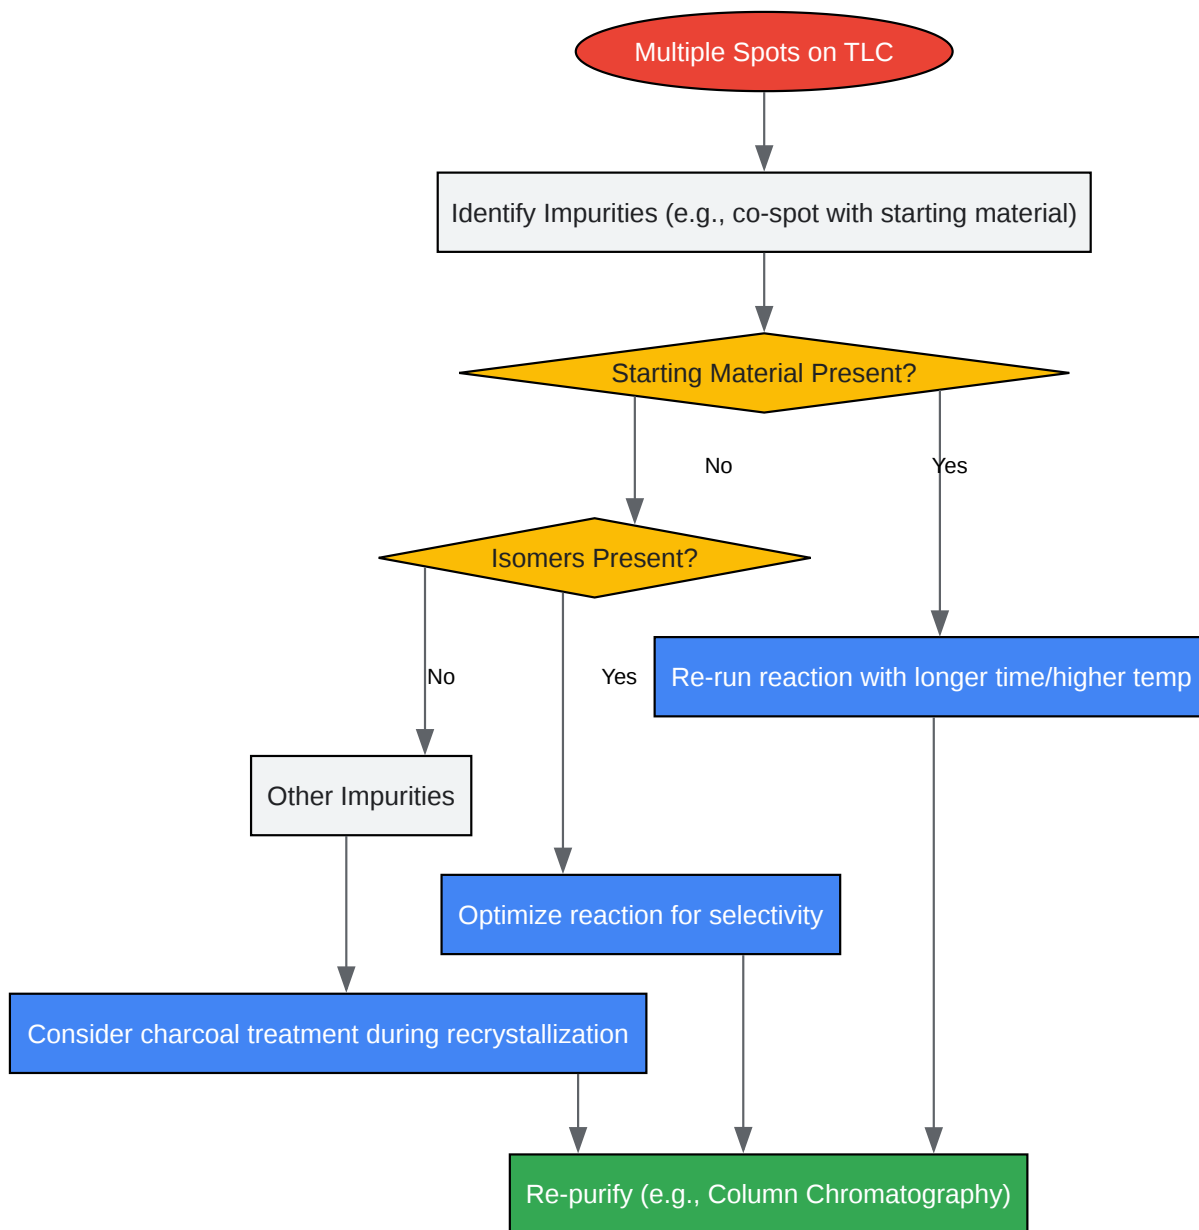 Multiple Spots on TLC
Identify Impurities (e.g., co-spot with starting material)
Starting Material Present?
No
Yes
Isomers Present?
No
Yes
Re-run reaction with longer time/higher temp
Other Impurities
Optimize reaction for selectivity
Consider charcoal treatment during recrystallization
Re-purify (e.g., Column Chromatography)